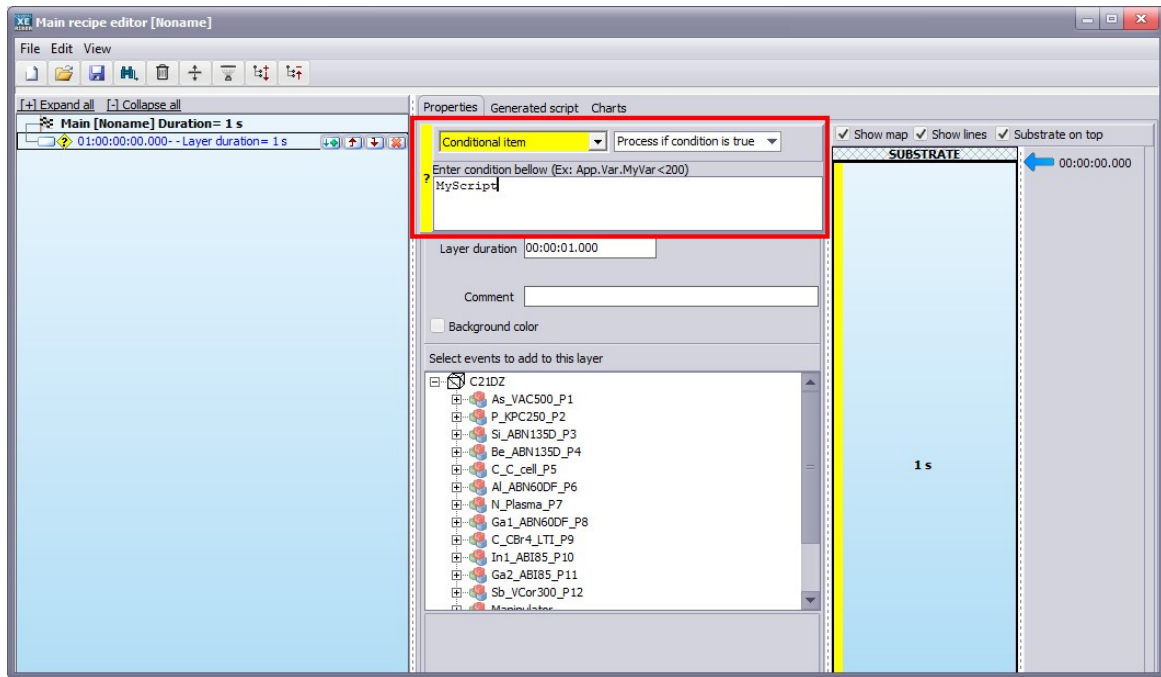 XE
Main recipe editor [Noname]
File Edit View
[+] Expand all [-] Collapse all
Main [Noname] Duration= 1 s
01:00:00:00.000- - Layer duration= 1 s
Properties Generated script Charts
Conditional item Process if condition is true
Enter condition bellow (Ex: App.Var.MyVar<200)
?
MyScript
Layer duration 00:00:01.000
Comment
Background color
Select events to add to this layer
C21DZ
As_VAC500_P1
P_KPC250_P2
Si_ABN135D_P3
Be_ABN135D_P4
C_C_cell_P5
Al_ABN60DF_P6
N_Plasma_P7
Ga1_ABN60DF_P8
C_CBr4_LTI_P9
In1_ABI85_P10
Ga2_ABI85_P11
Sb_VCor300_P12
Manipulator
Show map Show lines Substrate on top
SUBSTRATE
00:00:00.000
1 s